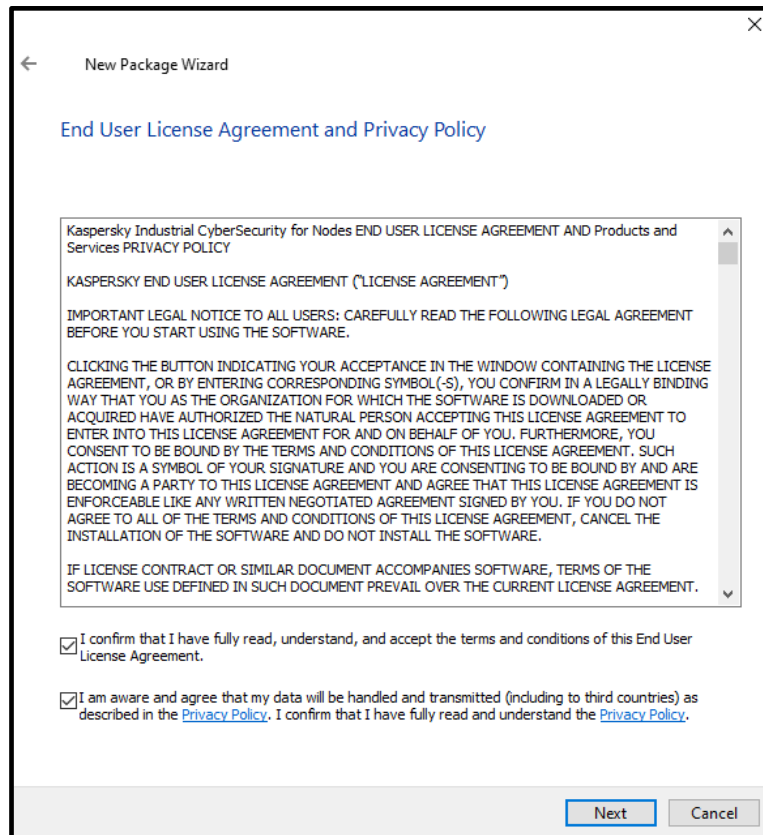 New Package Wizard
End User License Agreement and Privacy Policy
Kaspersky Industrial CyberSecurity for Nodes END USER LICENSE AGREEMENT AND Products and
Services PRIVACY POLICY
KASPERSKY END USER LICENSE AGREEMENT ("LICENSE AGREEMENT")
IMPORTANT LEGAL NOTICE TO ALL USERS: CAREFULLY READ THE FOLLOWING LEGAL AGREEMENT
BEFORE YOU START USING THE SOFTWARE.
CLICKING THE BUTTON INDICATING YOUR ACCEPTANCE IN THE WINDOW CONTAINING THE LICENSE
AGREEMENT, OR BY ENTERING CORRESPONDING SYMBOL(-S), YOU CONFIRM IN A LEGALLY BINDING
WAY THAT YOU AS THE ORGANIZATION FOR WHICH THE SOFTWARE IS DOWNLOADED OR
ACQUIRED HAVE AUTHORIZED THE NATURAL PERSON ACCEPTING THIS LICENSE AGREEMENT TO
ENTER INTO THIS LICENSE AGREEMENT FOR AND ON BEHALF OF YOU. FURTHERMORE, YOU
CONSENT TO BE BOUND BY THE TERMS AND CONDITIONS OF THIS LICENSE AGREEMENT. SUCH
ACTION IS A SYMBOL OF YOUR SIGNATURE AND YOU ARE CONSENTING TO BE BOUND BY AND ARE
BECOMING A PARTY TO THIS LICENSE AGREEMENT AND AGREE THAT THIS LICENSE AGREEMENT IS
ENFORCEABLE LIKE ANY WRITTEN NEGOTIATED AGREEMENT SIGNED BY YOU. IF YOU DO NOT
AGREE TO ALL OF THE TERMS AND CONDITIONS OF THIS LICENSE AGREEMENT, CANCEL THE
INSTALLATION OF THE SOFTWARE AND DO NOT INSTALL THE SOFTWARE.
IF LICENSE CONTRACT OR SIMILAR DOCUMENT ACCOMPANIES SOFTWARE, TERMS OF THE
SOFTWARE USE DEFINED IN SUCH DOCUMENT PREVAIL OVER THE CURRENT LICENSE AGREEMENT.
I confirm that I have fully read, understand, and accept the terms and conditions of this End User
License Agreement.
I am aware and agree that my data will be handled and transmitted (including to third countries) as
described in the Privacy Policy. I confirm that I have fully read and understand the Privacy Policy.
Next
Cancel